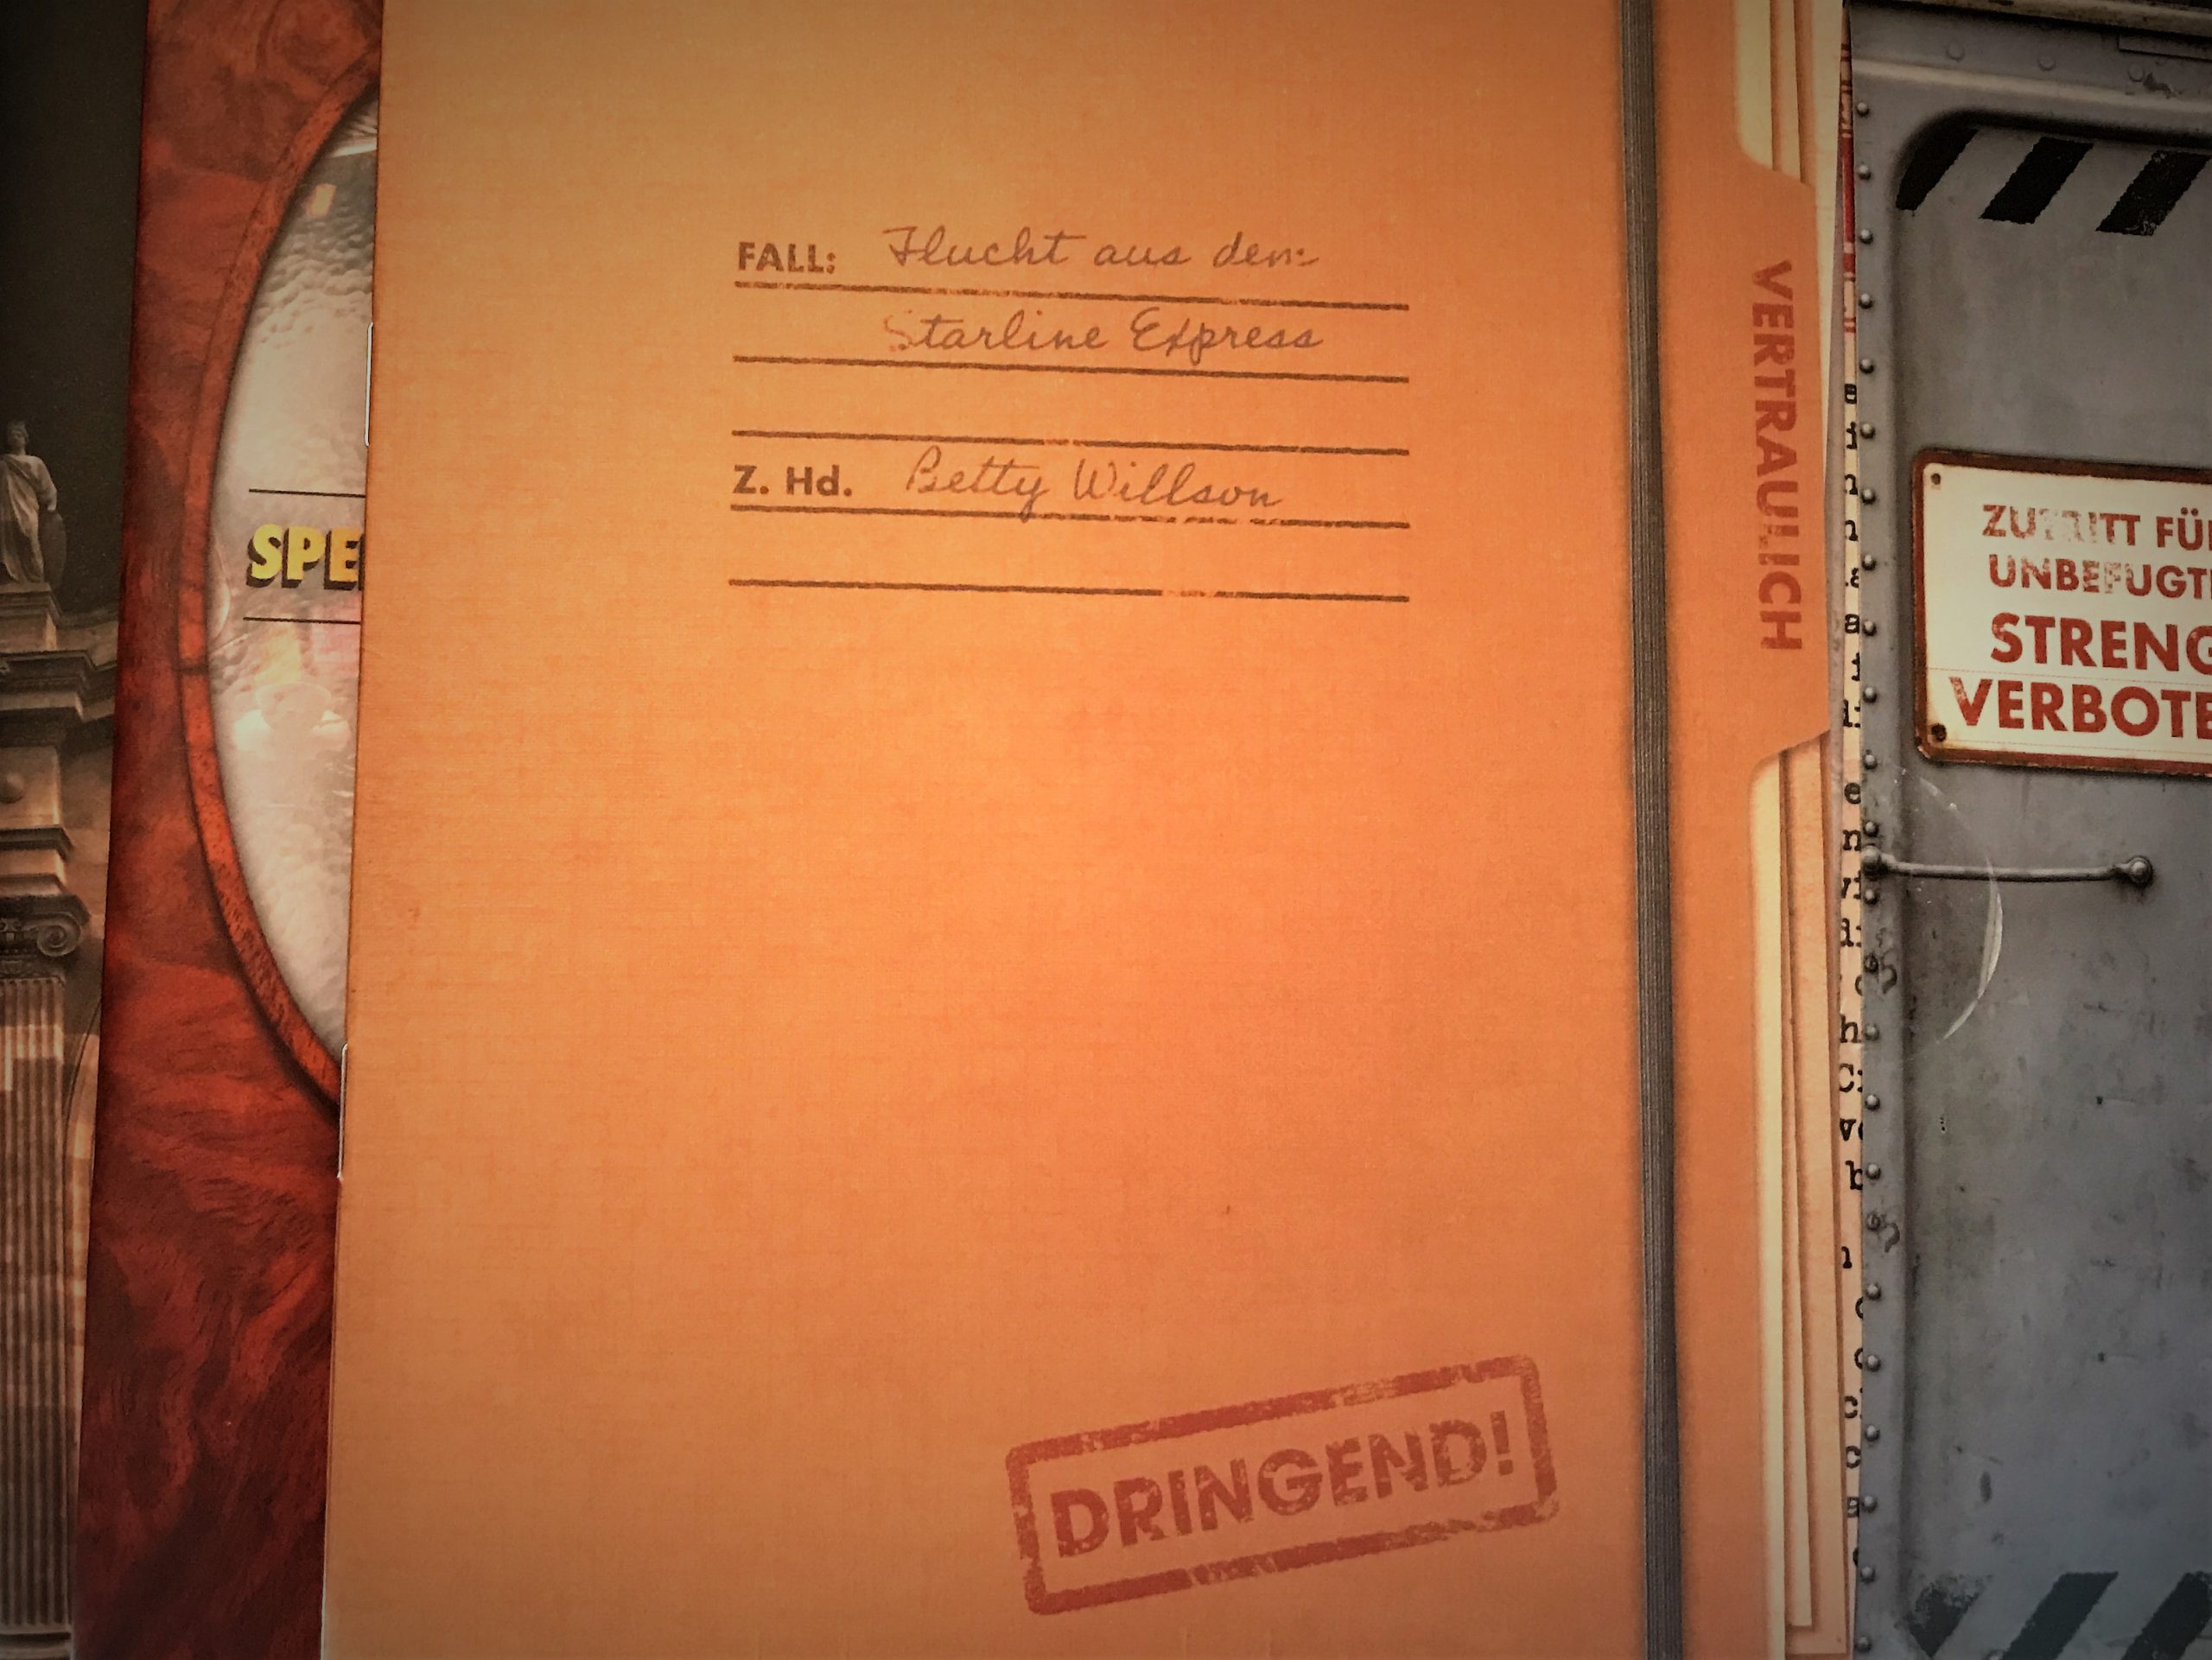 FALL: Flucht aus dem
Starline Express
Z. Hd. Betty Willson
VERTRAULICH
DRINGEND!
SPE
ZUTRITT FÜ
UNBEFUGT
STRENG
VERBOTE